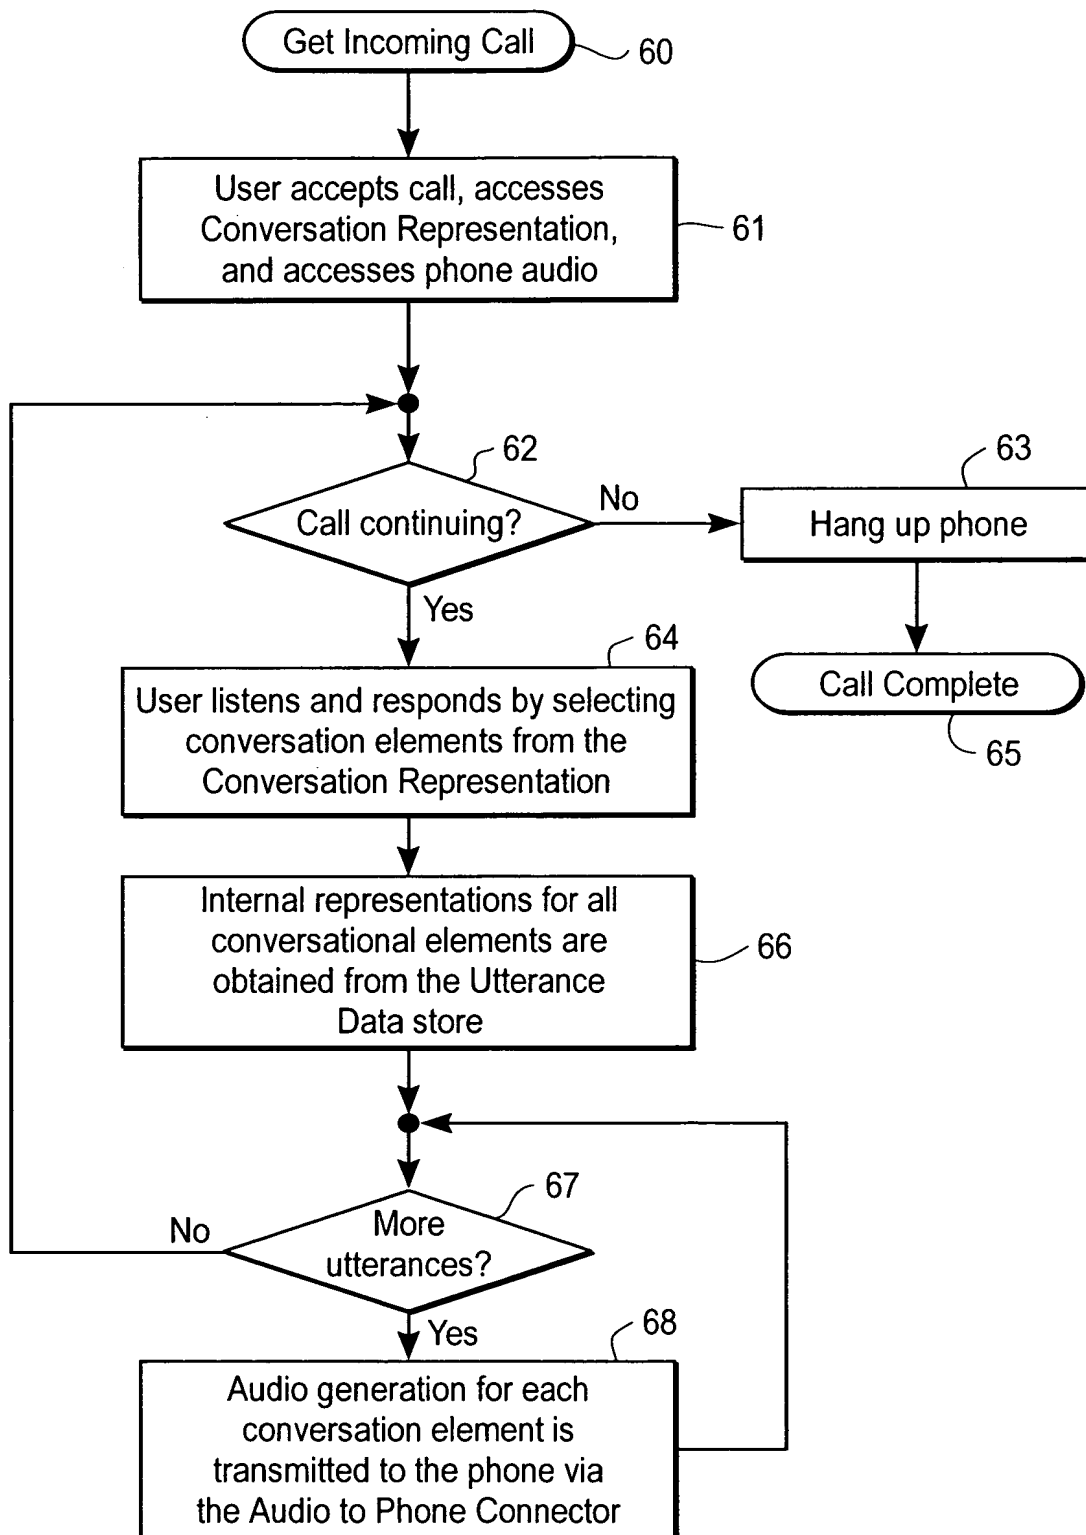 Get Incoming Call
60
User accepts call, accesses
Conversation Representation,
and accesses phone audio
61
62
Call continuing?
No
63
Hang up phone
Yes
Call Complete
65
64
User listens and responds by selecting
conversation elements from the
Conversation Representation
Internal representations for all
conversational elements are
obtained from the Utterance
Data store
66
67
More
utterances?
No
Yes
68
Audio generation for each
conversation element is
transmitted to the phone via
the Audio to Phone Connector